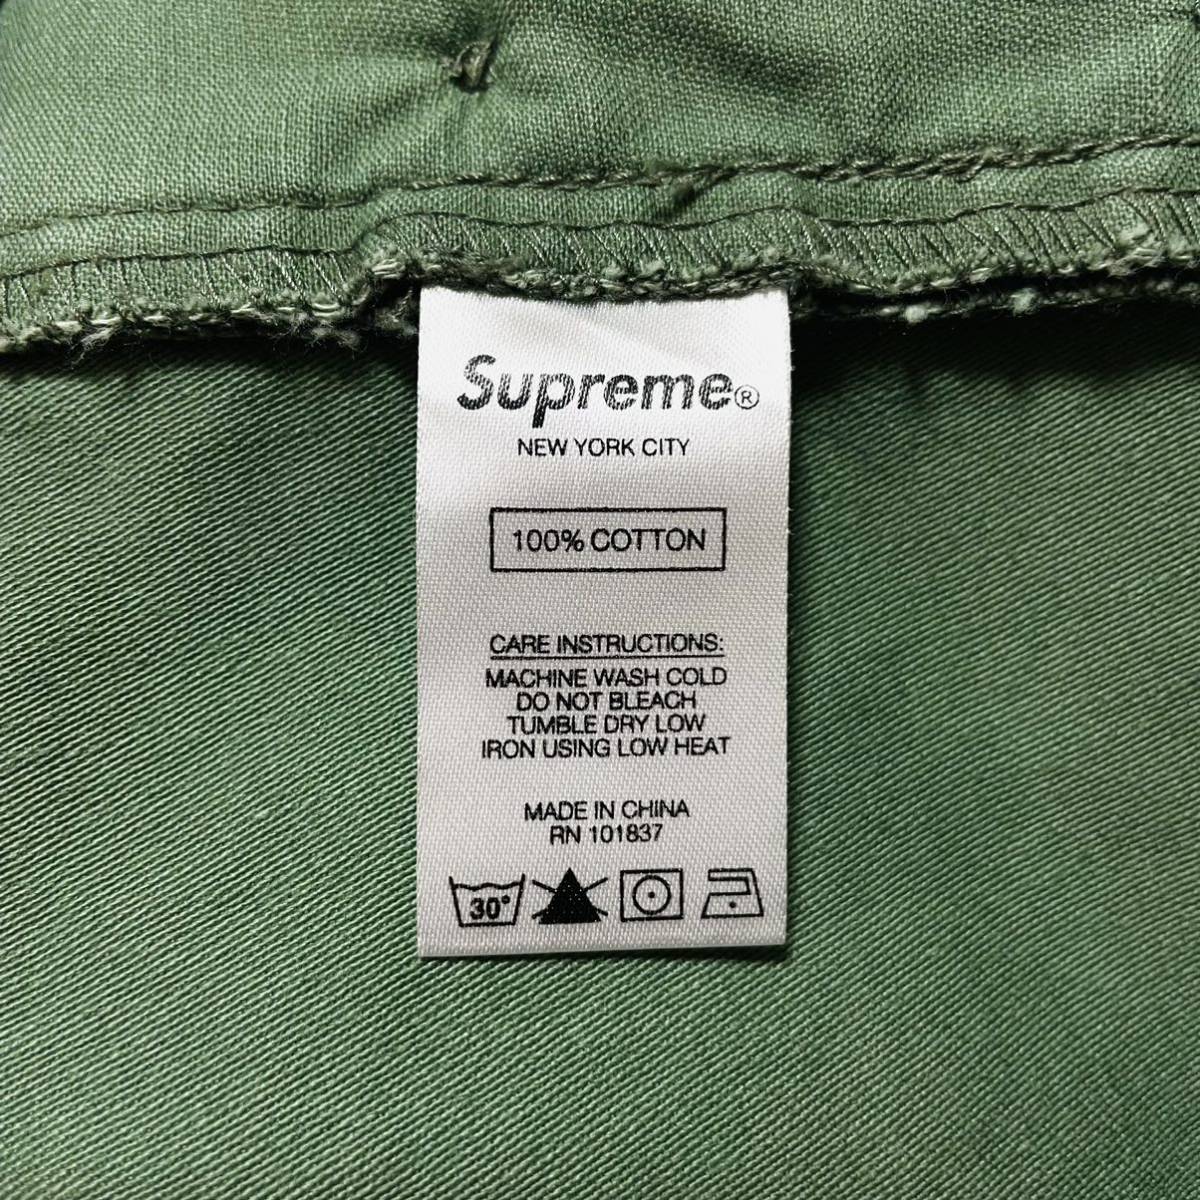 Supreme®
NEW YORK CITY
100% COTTON
CARE INSTRUCTIONS:
MACHINE WASH COLD
DO NOT BLEACH
TUMBLE DRY LOW
IRON USING LOW HEAT
MADE IN CHINA
RN 101837
30°